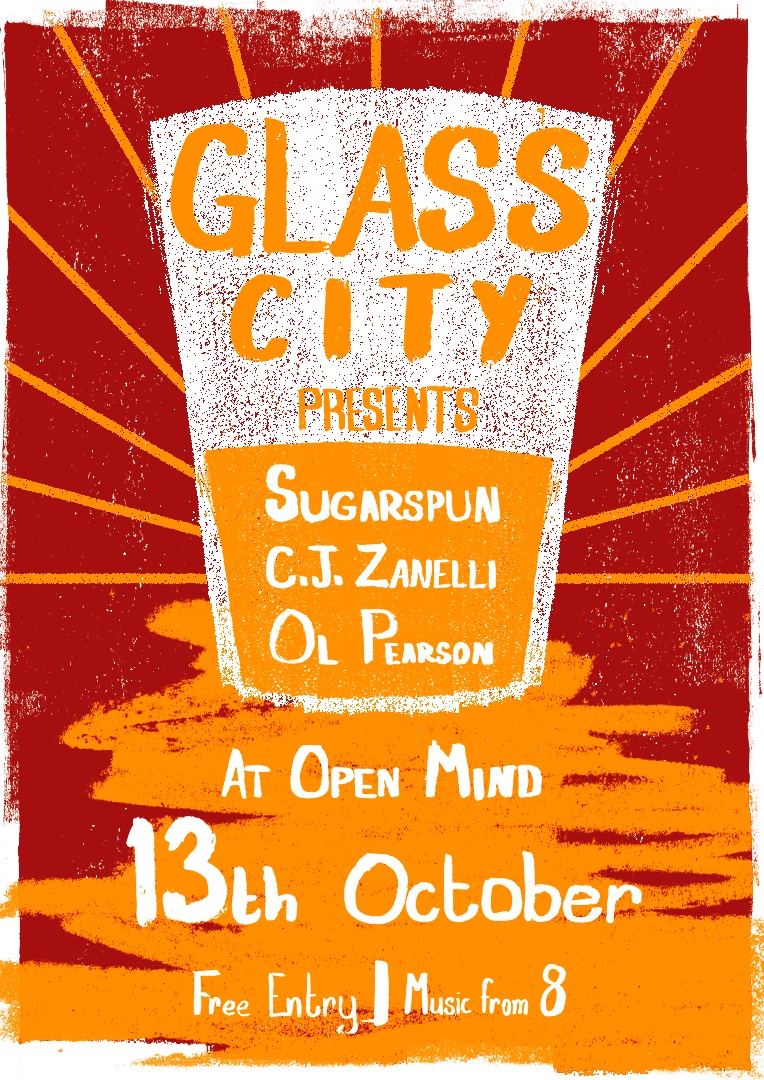 GLASS
CITY
PRESENTS
SUGARSPUN
C.J. ZANELLI
OL PEARSON
AT OPEN MIND
13th October
Free Entry | Music from 8